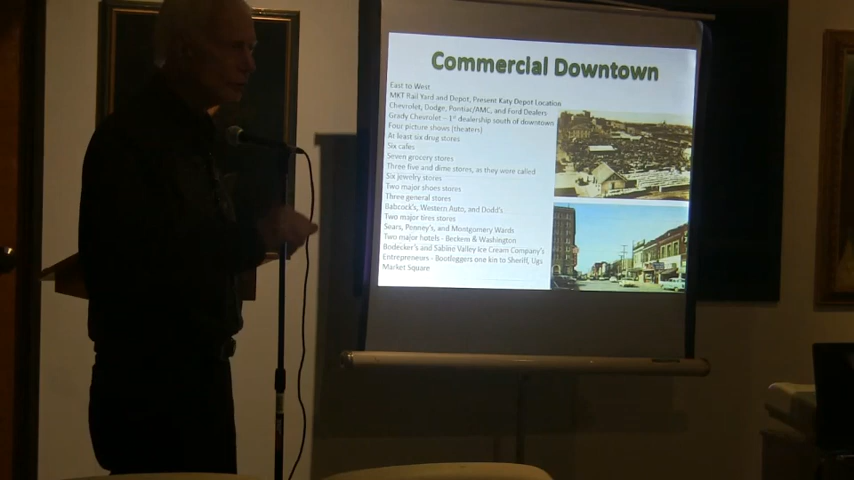 Commercial Downtown
East to West
MKT Rail Yard and Depot, Present Katy Depot Location
Chevrolet, Dodge, Pontiac/AMC, and Ford Dealers
Grady Chevrolet – 1st dealership south of downtown
Four picture shows (theaters)
At least six drug stores
Six cafes
Seven grocery stores
Three five and dime stores, as they were called
Six jewelry stores
Two major shoes stores
Three general stores
Babcock's, Western Auto, and Dodd's
Two major tires stores
Sears, Penney's, and Montgomery Wards
Two major hotels - Beckem & Washington
Bodecker's and Sabine Valley Ice Cream Company's
Entrepreneurs - Bootleggers one kin to Sheriff, Ugs
Market Square